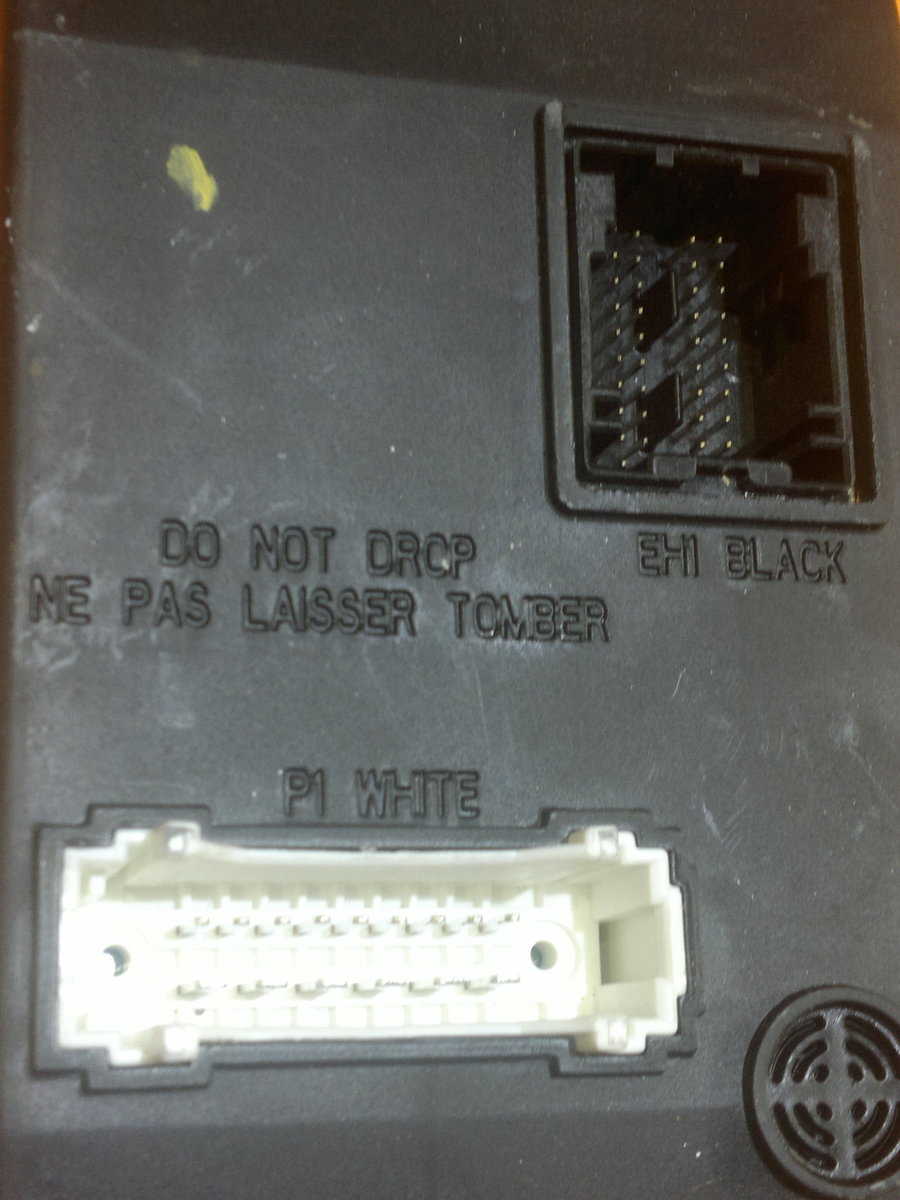 DO NOT DROP
NE PAS LAISSER TOMBER
EH1 BLACK
P1 WHITE